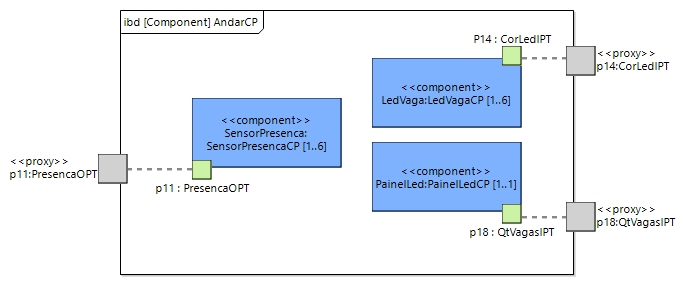 ibd [Component] AndarCP
P14 : CorLedIPT
<<proxy>>
p14:CorLedIPT
<<component>>
LedVaga:LedVagaCP [1..6]
<<component>>
SensorPresenca:
SensorPresencaCP [1..6]
<<proxy>>
p11:PresencaOPT
p11 : PresencaOPT
<<component>>
PainelLed:PainelLedCP [1..1]
<<proxy>>
p18:QtVagasIPT
p18 : QtVagasIPT